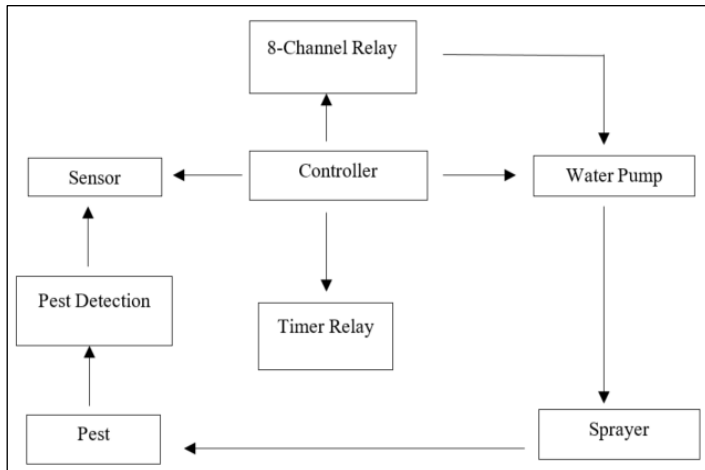 8-Channel Relay
Sensor
Controller
Water Pump
Pest Detection
Timer Relay
Pest
Sprayer